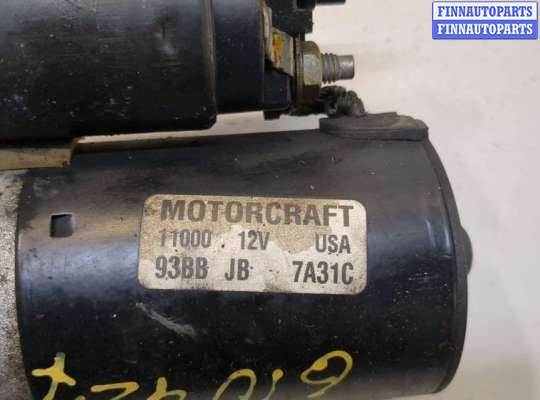 FINNAUTOPARTS
FINNAUTOPARTS
MOTORCRAFT
11000 12V USA
93BB JB 7A31C